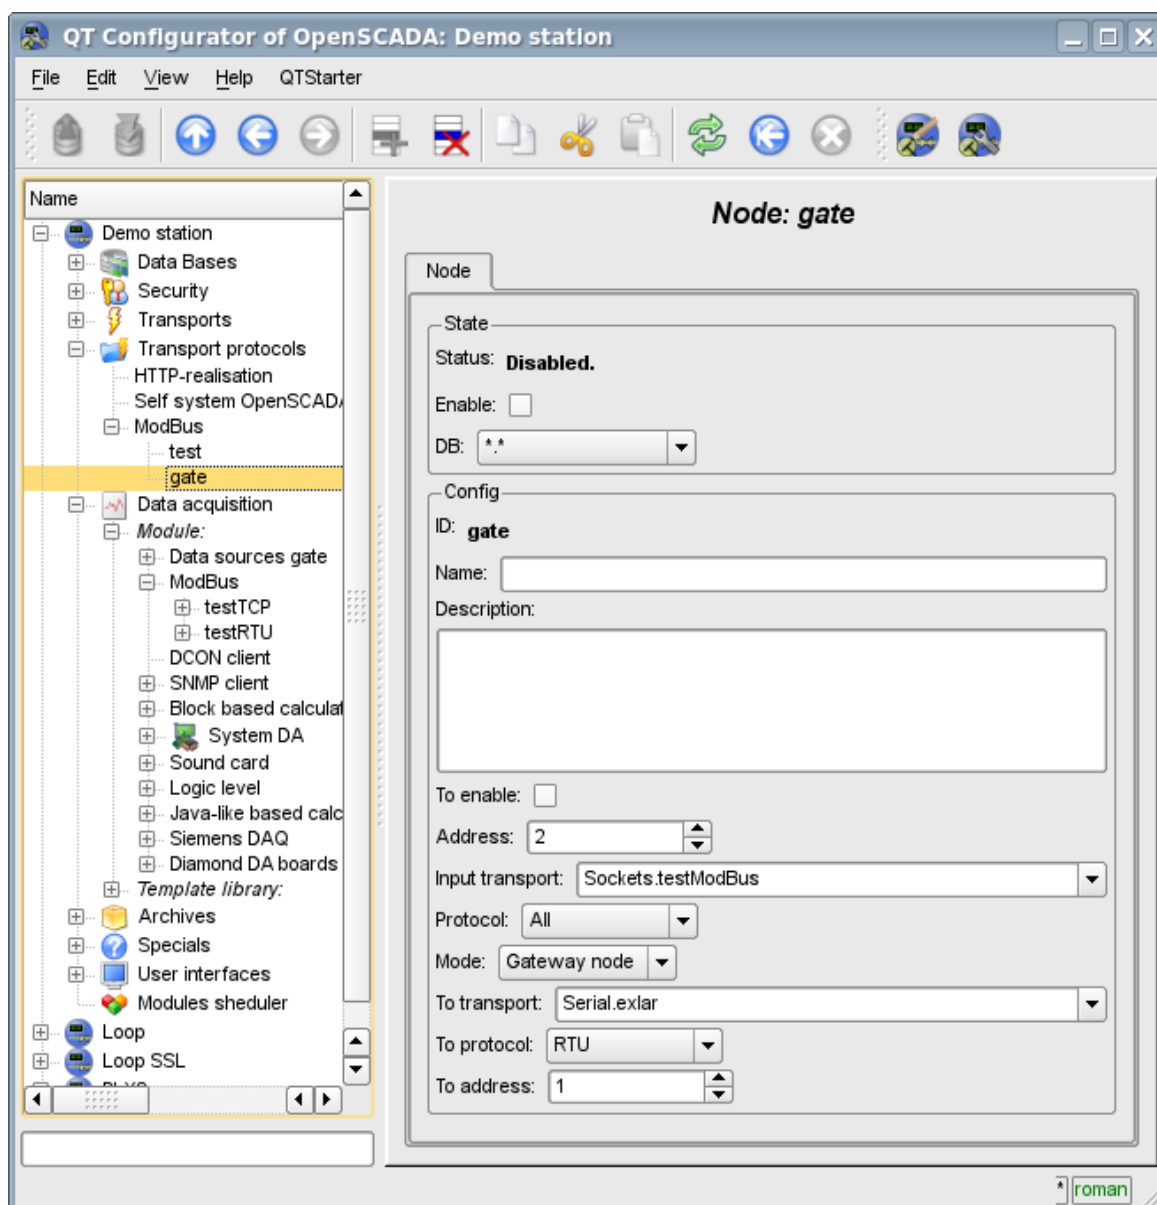 QT Configurator of OpenSCADA: Demo station
File Edit View Help QTStarter
Name
Demo station
Data Bases
Security
Transports
Transport protocols
HTTP-realisation
Self system OpenSCADA
ModBus
test
gate
Data acquisition
Module:
Data sources gate
ModBus
testTCP
testRTU
DCON client
SNMP client
Block based calculat
System DA
Sound card
Logic level
Java-like based calc
Siemens DAQ
Diamond DA boards
Template library:
Archives
Specials
User interfaces
Modules sheduler
Loop
Loop SSL
Node: gate
Node
State
Status: Disabled.
Enable:
DB: *.*
Config
ID: gate
Name:
Description:
To enable:
Address: 2
Input transport: Sockets.testModBus
Protocol: All
Mode: Gateway node
To transport: Serial.exlar
To protocol: RTU
To address: 1
* roman